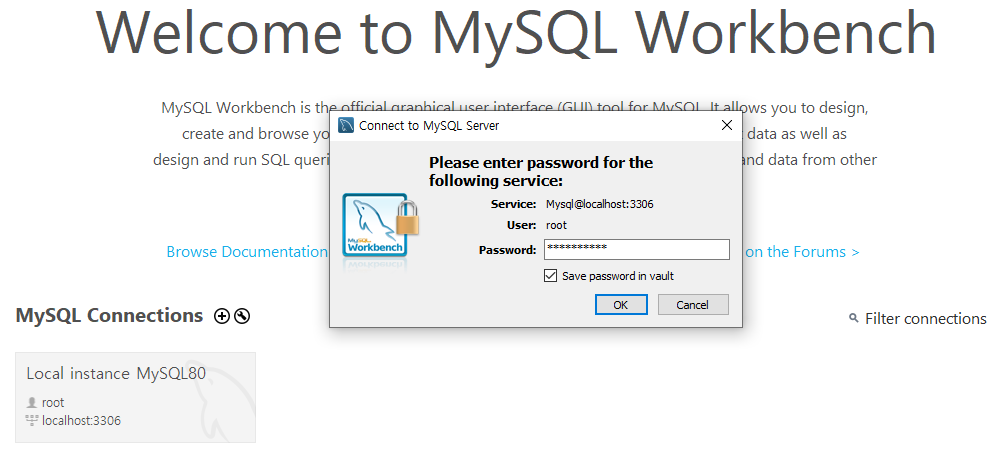 Welcome to MySQL Workbench
MySQL Workbench is the official graphical user interface (GUI) tool for MySQL. It allows you to design,
create and browse yo
data as well as
design and run SQL queri
and data from other
Connect to MySQL Server
Please enter password for the
following service:
Service: Mysql@localhost:3306
User: root
Password: **********
Save password in vault
OK Cancel
MySQL
Workbench
Browse Documentation
on the Forums >
MySQL Connections
Filter connections
Local instance MySQL80
root
localhost:3306